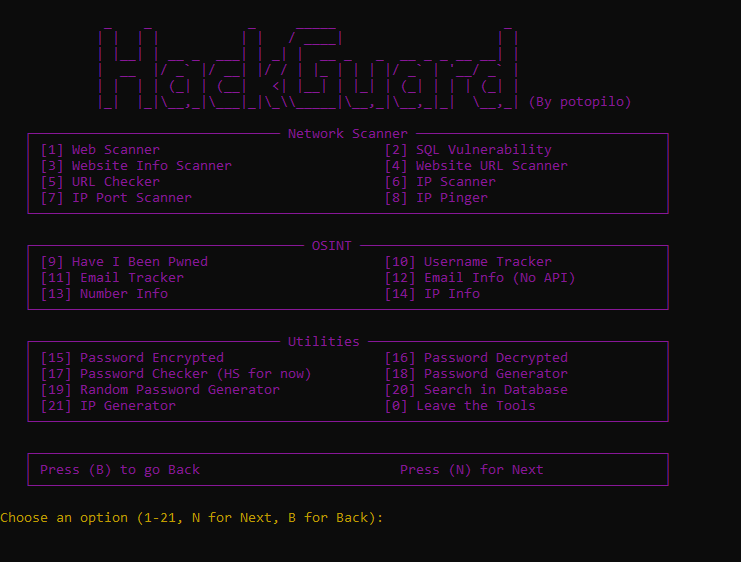 HackGuard
(By potopilo)
Network Scanner
[1] Web Scanner [2] SQL Vulnerability
[3] Website Info Scanner [4] Website URL Scanner
[5] URL Checker [6] IP Scanner
[7] IP Port Scanner [8] IP Pinger
OSINT
[9] Have I Been Pwned [10] Username Tracker
[11] Email Tracker [12] Email Info (No API)
[13] Number Info [14] IP Info
Utilities
[15] Password Encrypted [16] Password Decrypted
[17] Password Checker (HS for now) [18] Password Generator
[19] Random Password Generator [20] Search in Database
[21] IP Generator [0] Leave the Tools
Press (B) to go Back Press (N) for Next
Choose an option (1-21, N for Next, B for Back):